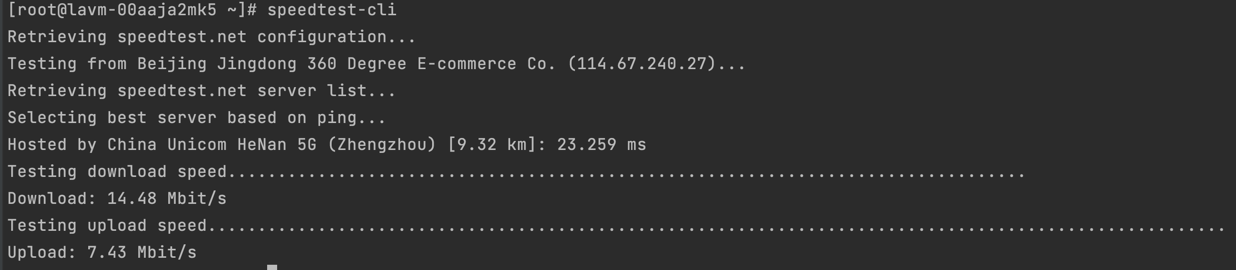 [root@lavm-00aaja2mk5 ~]# speedtest-cli
Retrieving speedtest.net configuration...
Testing from Beijing Jingdong 360 Degree E-commerce Co. (114.67.240.27)...
Retrieving speedtest.net server list...
Selecting best server based on ping...
Hosted by China Unicom HeNan 5G (Zhengzhou) [9.32 km]: 23.259 ms
Testing download speed................................................................................
Download: 14.48 Mbit/s
Testing upload speed......................................................................................................
Upload: 7.43 Mbit/s